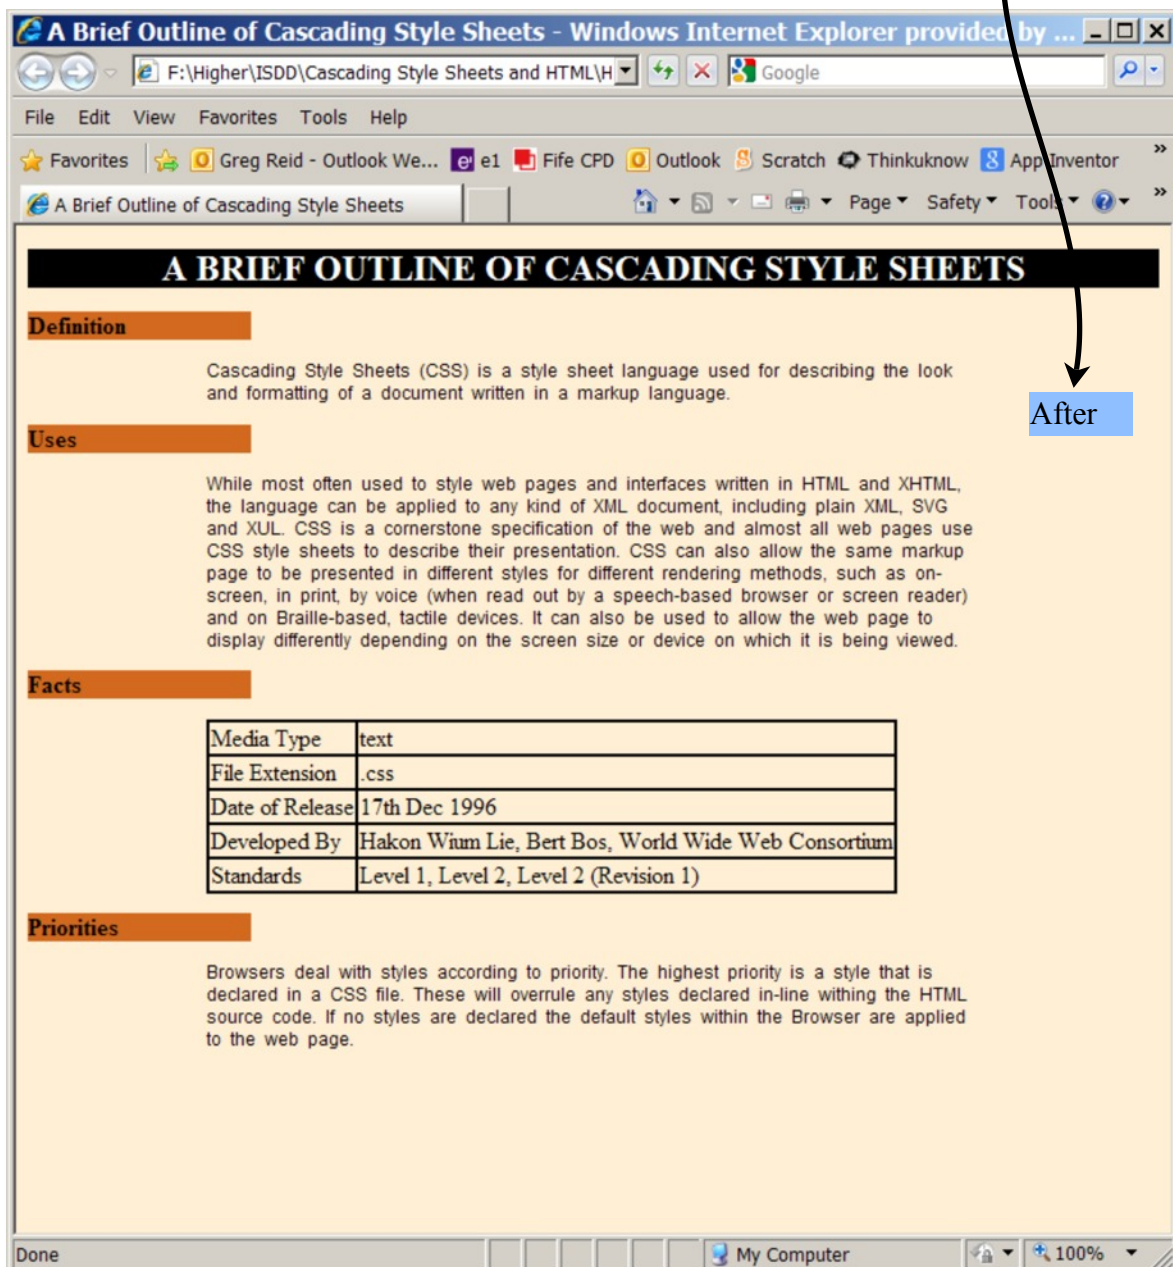 A Brief Outline of Cascading Style Sheets - Windows Internet Explorer provided by ...
F:\Higher\ISDD\Cascading Style Sheets and HTML\H
Google
File Edit View Favorites Tools Help
Favorites Greg Reid - Outlook We... e1 Fife CPD Outlook Scratch Thinkuknow App Inventor »
A Brief Outline of Cascading Style Sheets Page Safety Tools »
A BRIEF OUTLINE OF CASCADING STYLE SHEETS
Definition
Cascading Style Sheets (CSS) is a style sheet language used for describing the look
and formatting of a document written in a markup language.
After
Uses
While most often used to style web pages and interfaces written in HTML and XHTML,
the language can be applied to any kind of XML document, including plain XML, SVG
and XUL. CSS is a cornerstone specification of the web and almost all web pages use
CSS style sheets to describe their presentation. CSS can also allow the same markup
page to be presented in different styles for different rendering methods, such as on-
screen, in print, by voice (when read out by a speech-based browser or screen reader)
and on Braille-based, tactile devices. It can also be used to allow the web page to
display differently depending on the screen size or device on which it is being viewed.
Facts
Media Type text
File Extension .css
Date of Release 17th Dec 1996
Developed By Hakon Wium Lie, Bert Bos, World Wide Web Consortium
Standards Level 1, Level 2, Level 2 (Revision 1)
Priorities
Browsers deal with styles according to priority. The highest priority is a style that is
declared in a CSS file. These will overrule any styles declared in-line withing the HTML
source code. If no styles are declared the default styles within the Browser are applied
to the web page.
Done My Computer 100%